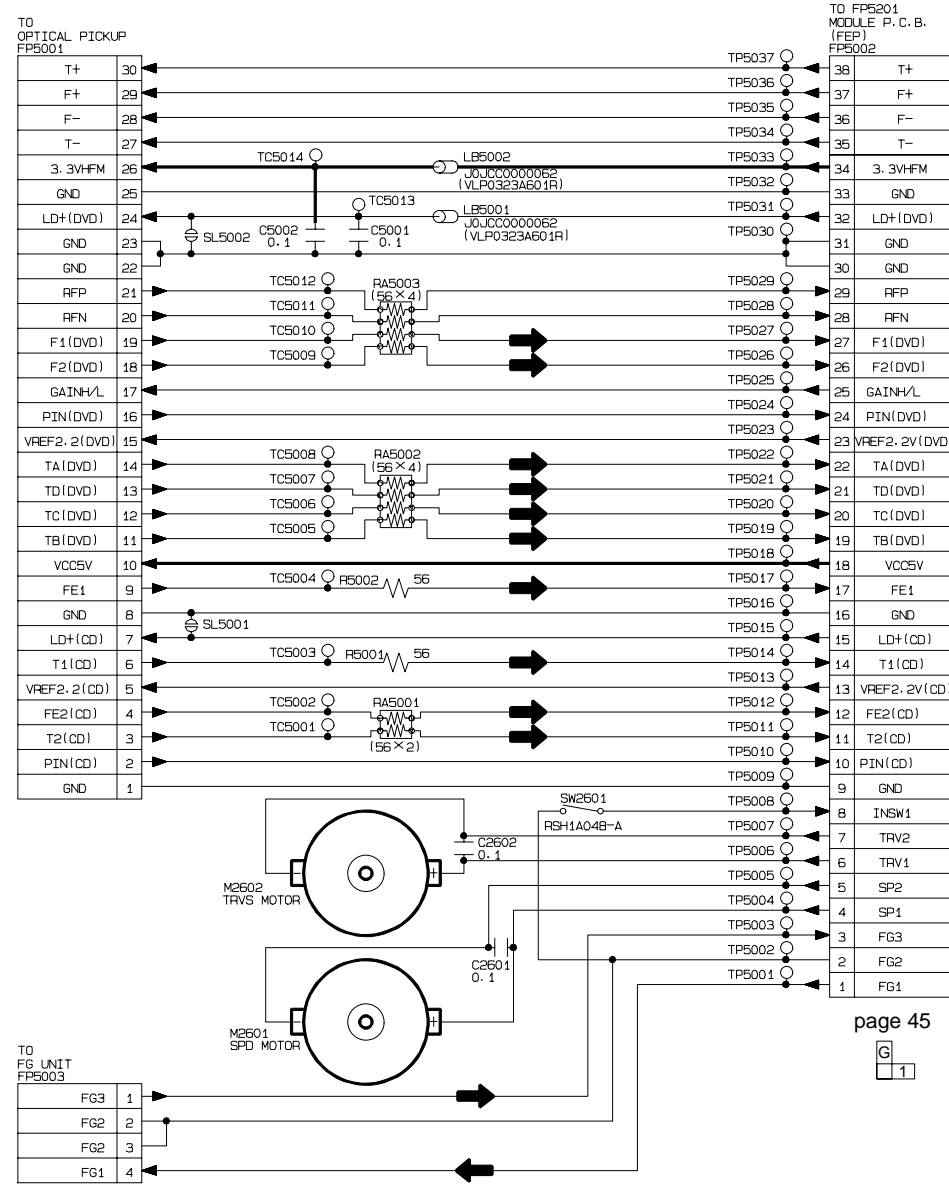 TO
OPTICAL PICKUP
FP5001
TO FP5201
MODULE P.C.B.
(FEP)
FP5002
T+ 30 TP5037 38 T+
F+ 29 TP5036 37 F+
F- 28 TP5035 36 F-
T- 27 TP5034 35 T-
3.3VHFM 26 TC5014 LB5002 TP5033 34 3.3VHFM
J0JCC0000062
(VLP0323A601R)
GND 25 TP5032 33 GND
LD+(DVD) 24 TC5013 LB5001 TP5031 32 LD+(DVD)
J0JCC0000062
(VLP0323A601R)
SL5002 C5002 C5001
0.1 0.1
GND 23 TP5030 31 GND
GND 22 30 GND
RFP 21 TC5012 RA5003 TP5029 29 RFP
(56×4)
RFN 20 TC5011 TP5028 28 RFN
F1(DVD) 19 TC5010 TP5027 27 F1(DVD)
F2(DVD) 18 TC5009 TP5026 26 F2(DVD)
GAINH/L 17 TP5025 25 GAINH/L
PIN(DVD) 16 TP5024 24 PIN(DVD)
VREF2.2(DVD) 15 TP5023 23 VREF2.2V(DVD
TA(DVD) 14 TC5008 RA5002 TP5022 22 TA(DVD)
(56×4)
TD(DVD) 13 TC5007 TP5021 21 TD(DVD)
TC(DVD) 12 TC5006 TP5020 20 TC(DVD)
TB(DVD) 11 TC5005 TP5019 19 TB(DVD)
VCC5V 10 TP5018 18 VCC5V
FE1 9 TC5004 R5002 56 TP5017 17 FE1
GND 8 TP5016 16 GND
SL5001
LD+(CD) 7 TP5015 15 LD+(CD)
T1(CD) 6 TC5003 R5001 56 TP5014 14 T1(CD)
VREF2.2(CD) 5 TP5013 13 VREF2.2V(CD
FE2(CD) 4 TC5002 RA5001 TP5012 12 FE2(CD)
T2(CD) 3 TC5001 TP5011 11 T2(CD)
(56×2)
PIN(CD) 2 TP5010 10 PIN(CD)
GND 1 TP5009 9 GND
SW2601 TP5008 8 INSW1
RSH1A04B-A
TP5007 7 TRV2
C2602
0.1
TP5006 6 TRV1
- +
M2602
TRVS MOTOR
TP5005 5 SP2
TP5004 4 SP1
TP5003 3 FG3
TP5002 2 FG2
C2601
0.1
TP5001 1 FG1
- +
M2601
SPD MOTOR
page 45
G
1
TO
FG UNIT
FP5003
FG3 1
FG2 2
FG2 3
FG1 4